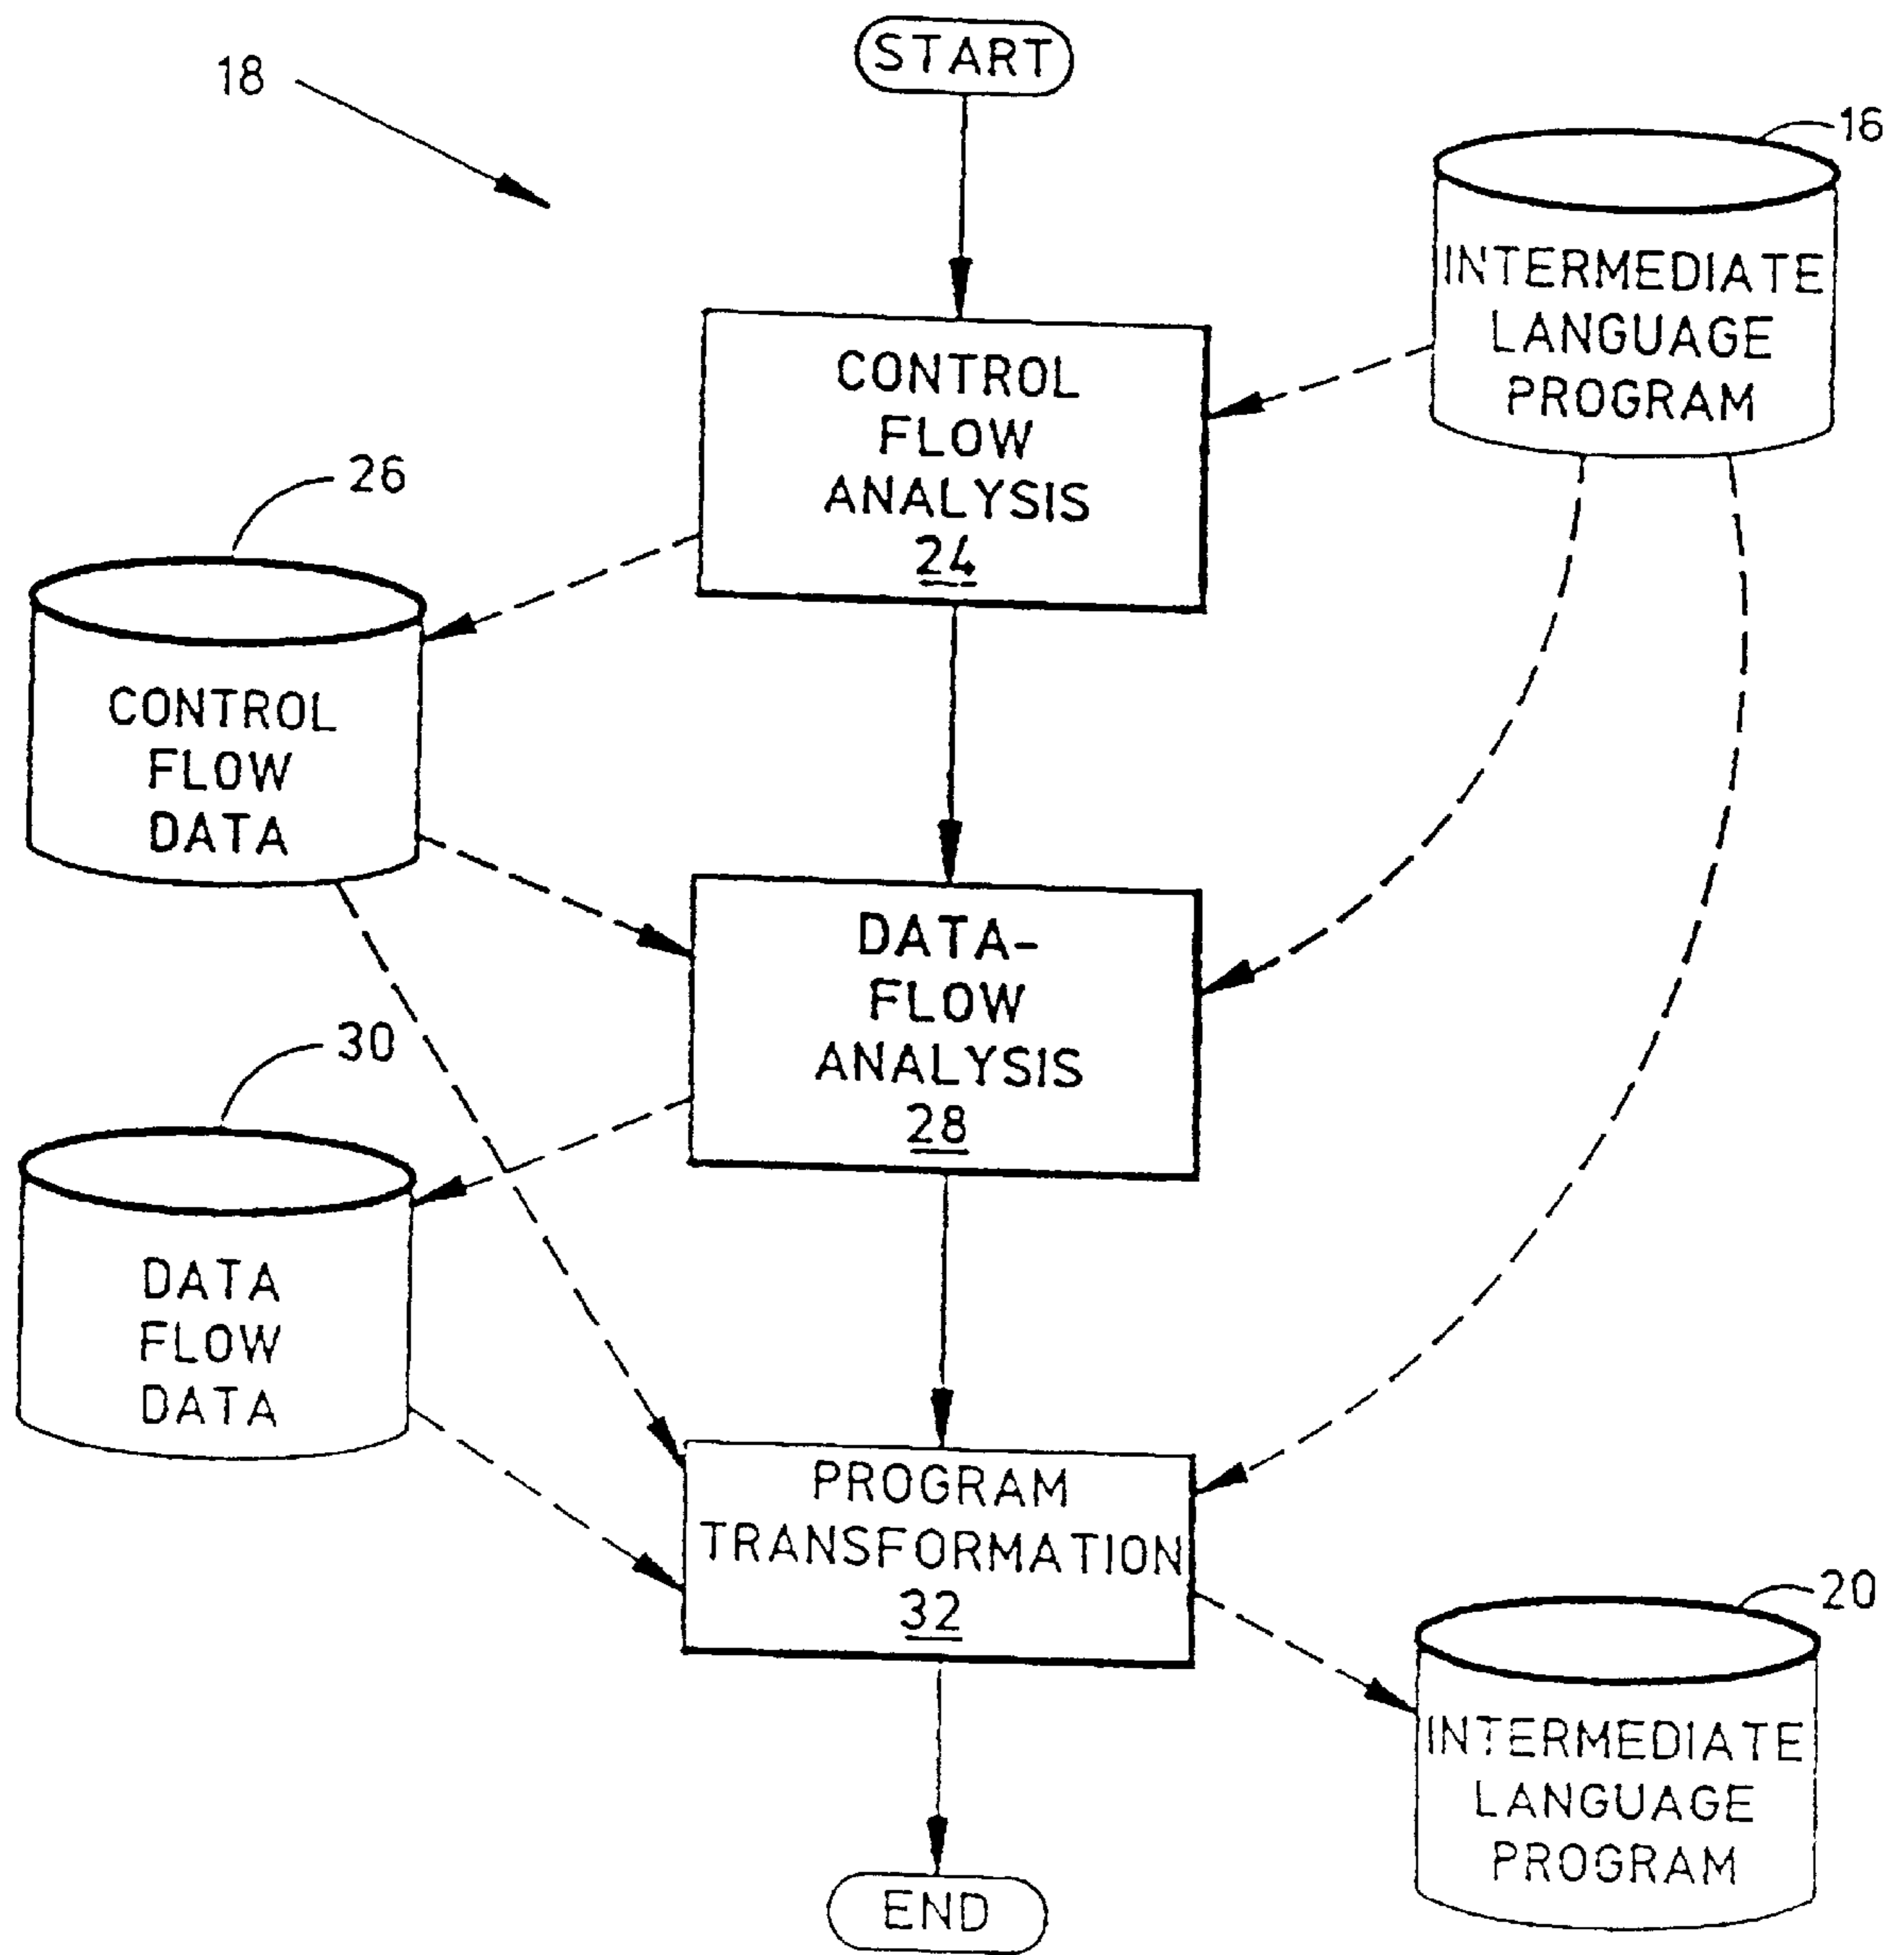 START
18
16
INTERMEDIATE
LANGUAGE
PROGRAM
CONTROL
FLOW
ANALYSIS
24
26
CONTROL
FLOW
DATA
DATA-
FLOW
ANALYSIS
28
30
DATA
FLOW
DATA
PROGRAM
TRANSFORMATION
32
20
INTERMEDIATE
LANGUAGE
PROGRAM
END